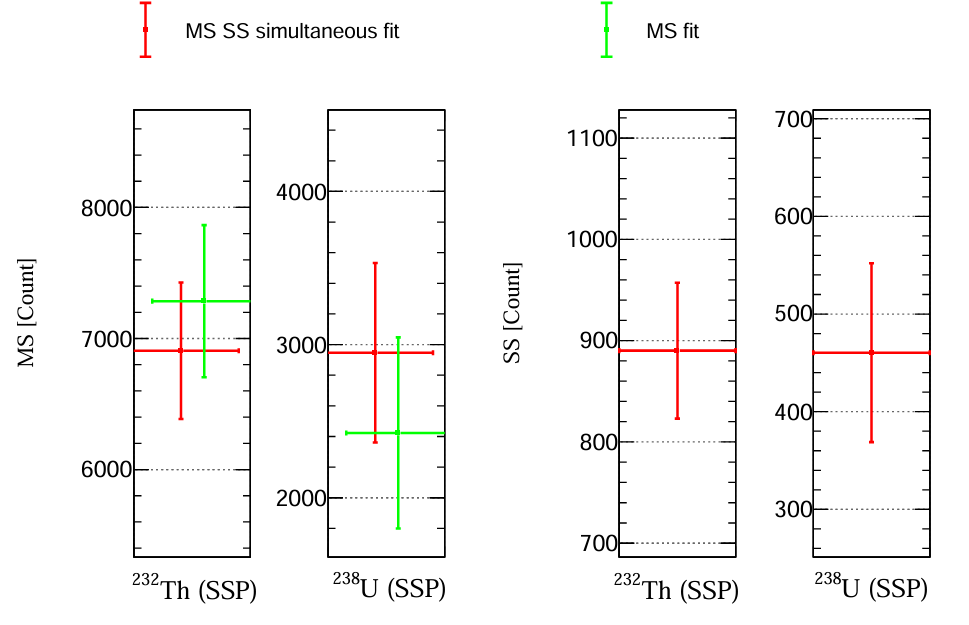 MS SS simultaneous fit
MS fit
MS [Count]
8000
7000
6000
²³²Th (SSP)
4000
3000
2000
²³⁸U (SSP)
SS [Count]
1100
1000
900
800
700
²³²Th (SSP)
700
600
500
400
300
²³⁸U (SSP)